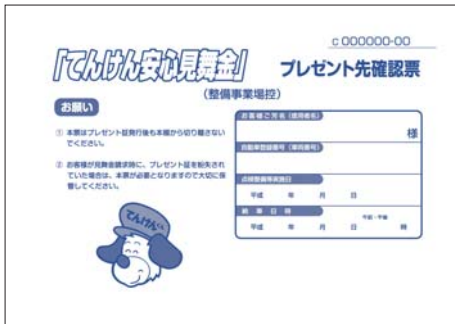 c 000000-00
「てんけん安心見舞金」 プレゼント先確認票
(整備事業場控)
お願い
① 本票はプレゼント証発行後も本紙から切り離さない
でください。
② お客様が見舞金請求時に、プレゼント証を紛失され
ていた場合は、本票が必要となりますので大切に保
管してください。
お客様ご芳名(使用者名)
様
自動車登録番号(車両番号)
点検整備等実施日
平成 年 月 日
納車日時
午前・午後
平成 年 月 日 時
てんけんくん